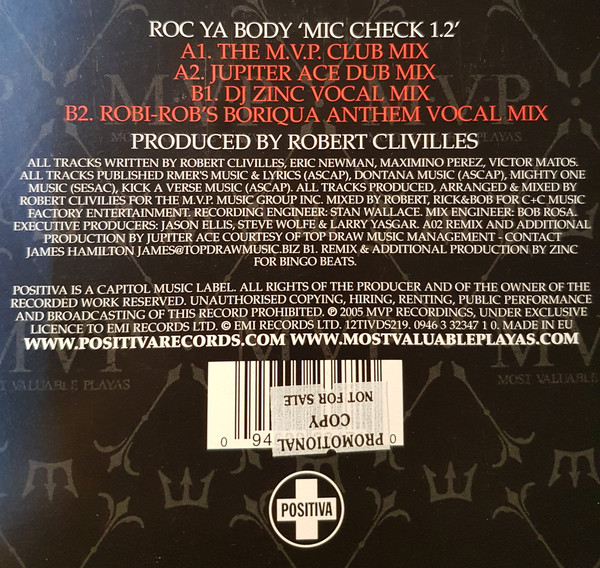 ROC YA BODY 'MIC CHECK 1.2'
A1. THE M.V.P. CLUB MIX
A2. JUPITER ACE DUB MIX
B1. DJ ZINC VOCAL MIX
B2. ROBI-ROB'S BORIQUA ANTHEM VOCAL MIX
PRODUCED BY ROBERT CLIVILLES
ALL TRACKS WRITTEN BY ROBERT CLIVILLES, ERIC NEWMAN, MAXIMINO PEREZ, VICTOR MATOS.
ALL TRACKS PUBLISHED RMER'S MUSIC & LYRICS (ASCAP), DONTANA MUSIC (ASCAP), MIGHTY ONE
MUSIC (SESAC), KICK A VERSE MUSIC (ASCAP). ALL TRACKS PRODUCED, ARRANGED & MIXED BY
ROBERT CLIVILIES FOR THE M.V.P. MUSIC GROUP INC. MIXED BY ROBERT, RICK&BOB FOR C+C MUSIC
FACTORY ENTERTAINMENT. RECORDING ENGINEER: STAN WALLACE. MIX ENGINEER: BOB ROSA.
EXECUTIVE PRODUCERS: JASON ELLIS, STEVE WOLFE & LARRY YASGAR. A02 REMIX AND ADDITIONAL
PRODUCTION BY JUPITER ACE COURTESY OF TOP DRAW MUSIC MANAGEMENT - CONTACT
JAMES HAMILTON JAMES@TOPDRAWMUSIC.BIZ B1. REMIX & ADDITIONAL PRODUCTION BY ZINC
FOR BINGO BEATS.
POSITIVA IS A CAPITOL MUSIC LABEL. ALL RIGHTS OF THE PRODUCER AND OF THE OWNER OF THE
RECORDED WORK RESERVED. UNAUTHORISED COPYING, HIRING, RENTING, PUBLIC PERFORMANCE
AND BROADCASTING OF THIS RECORD PROHIBITED. ℗ 2005 MVP RECORDINGS, UNDER EXCLUSIVE
LICENCE TO EMI RECORDS LTD. © EMI RECORDS LTD. 12TIVDS219. 0946 3 32347 1 0. MADE IN EU
WWW.POSITIVARECORDS.COM WWW.MOSTVALUABLEPLAYAS.COM
MOST VALUABLE PLAYAS
PROMOTIONAL
COPY
NOT FOR SALE
0 94 0
POSITIVA